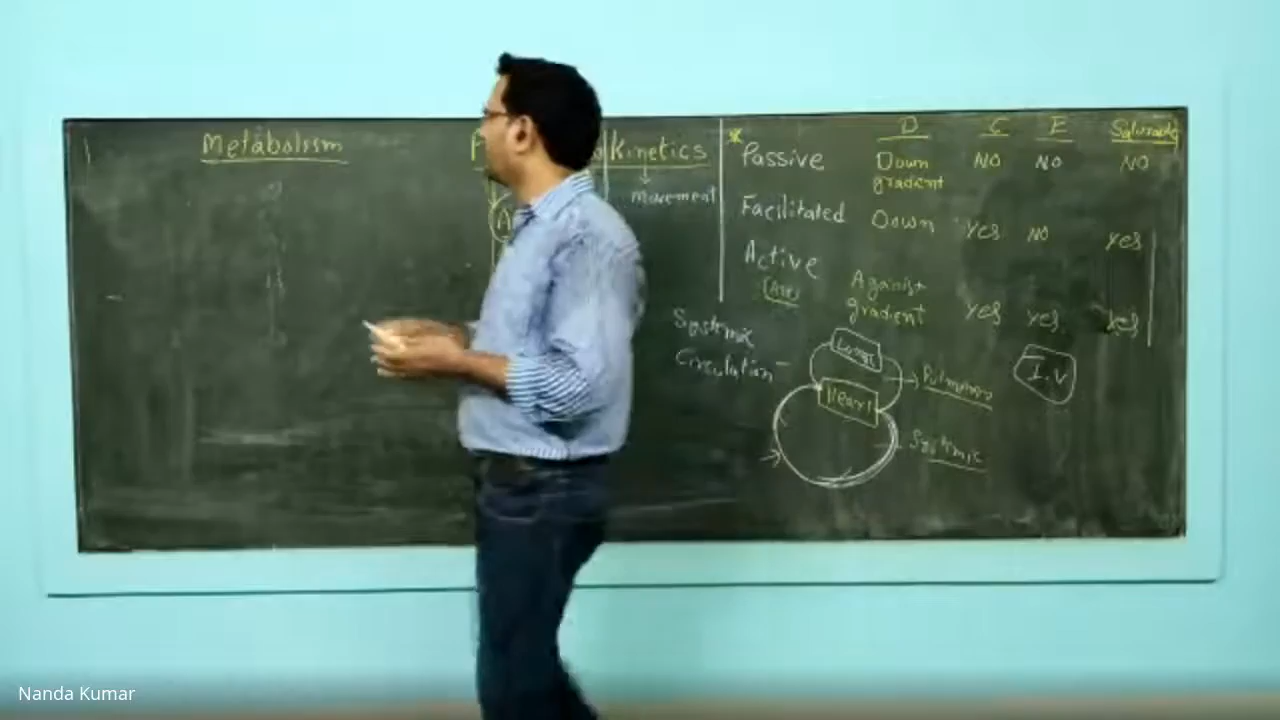 Metabolism
Kinetics
movement
A
* Passive
Facilitated
Active
D C E Saturable
Down gradient NO NO NO
Down Yes NO Yes
Against gradient Yes Yes Yes
Systemic
Circulation -
Lungs
Heart
Pulmonary
Systemic
I.V
Nanda Kumar